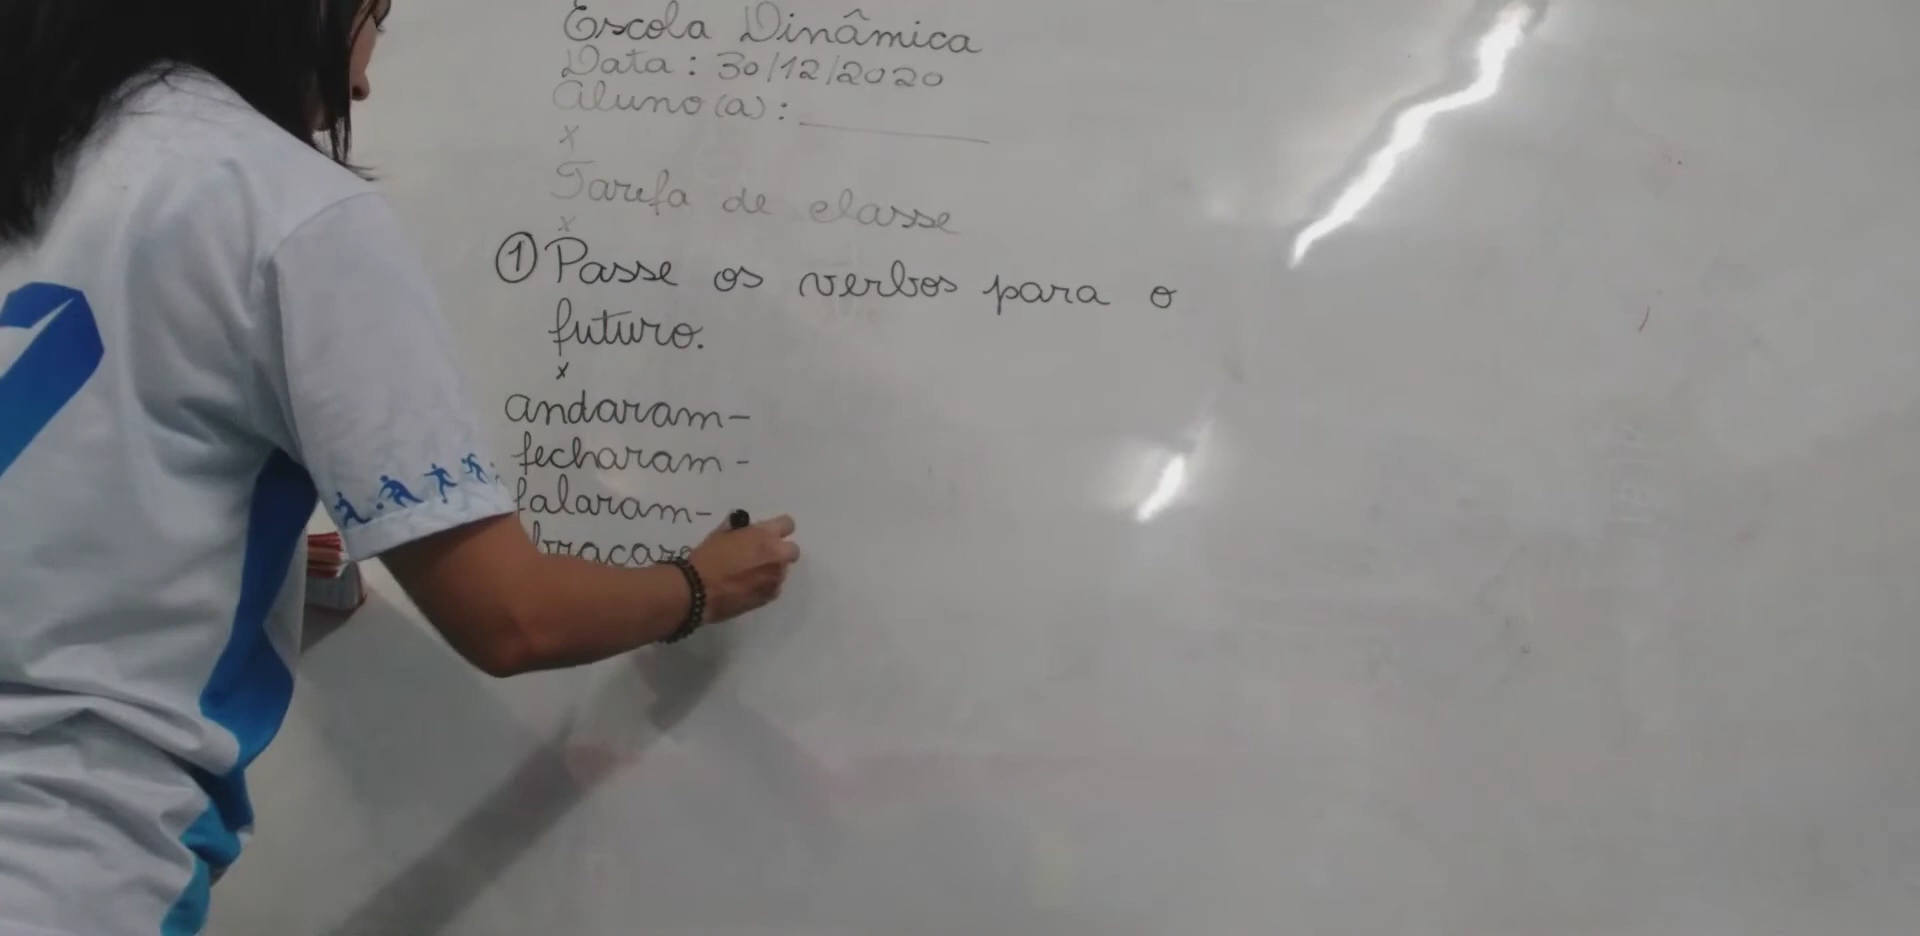 Escola Dinâmica
Data: 30/12/2020
Aluno(a): ___________
x
Tarefa de classe
x
① Passe os verbos para o
futuro.
x
andaram-
fecharam-
falaram-